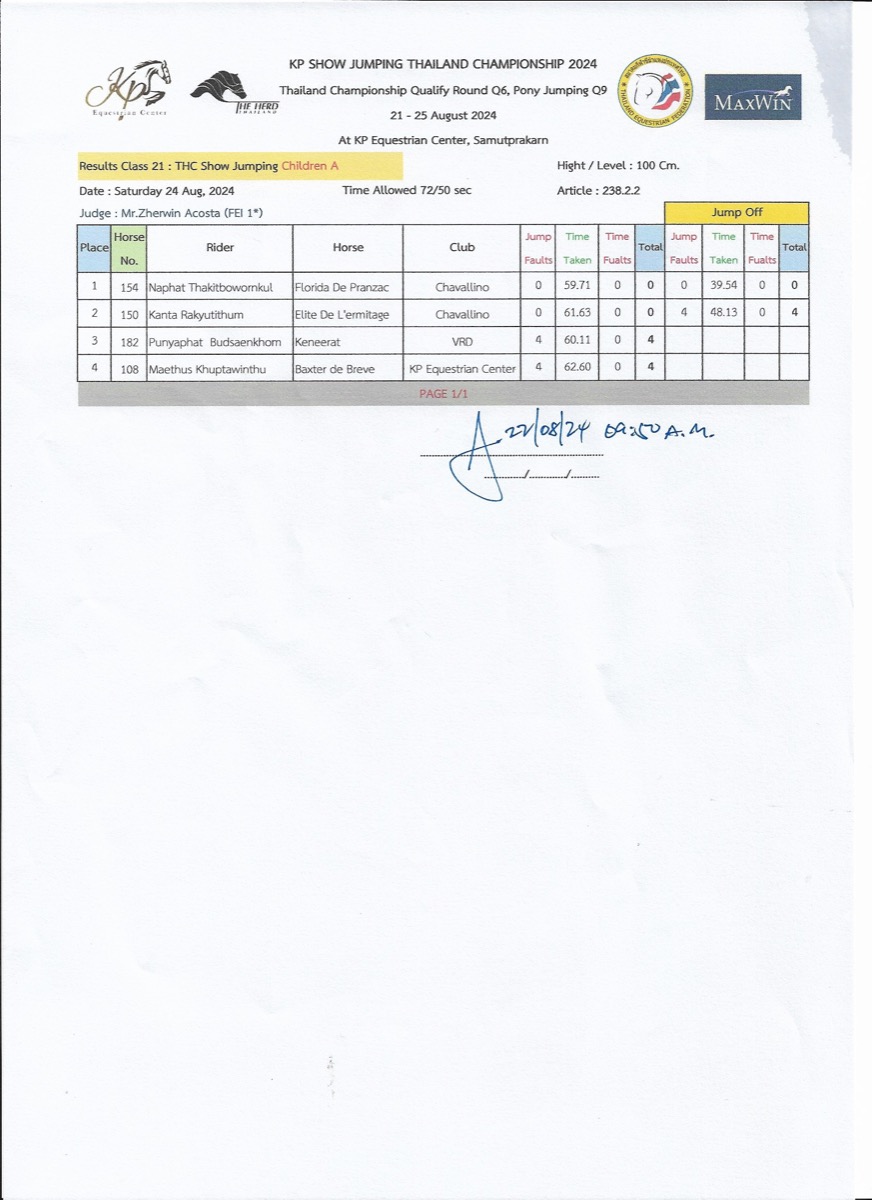 KP SHOW JUMPING THAILAND CHAMPIONSHIP 2024
Thailand Championship Qualify Round Q6, Pony Jumping Q9
21 - 25 August 2024
At KP Equestrian Center, Samutprakarn
Kps
Equestrian Center
THE HERD
THAILAND
THAILAND EQUESTRIAN FEDERATION
MAXWIN
Results Class 21 : THC Show Jumping Children A Hight / Level : 100 Cm.
Date : Saturday 24 Aug, 2024 Time Allowed 72/50 sec Article : 238.2.2
Judge : Mr.Zherwin Acosta (FEI 1*) Jump Off
Place Horse No. Rider Horse Club Jump Faults Time Taken Time Fualts Total Jump Faults Time Taken Time Fualts Total
1 154 Naphat Thakitbowornkul Florida De Pranzac Chavallino 0 59.71 0 0 0 39.54 0 0
2 150 Kanta Rakyutithum Elite De L'ermitage Chavallino 0 61.63 0 0 4 48.13 0 4
3 182 Punyaphat Budsaenkhom Keneerat VRD 4 60.11 0 4
4 108 Maethus Khuptawinthu Baxter de Breve KP Equestrian Center 4 62.60 0 4
PAGE 1/1
22/08/24 09:50 A.M.